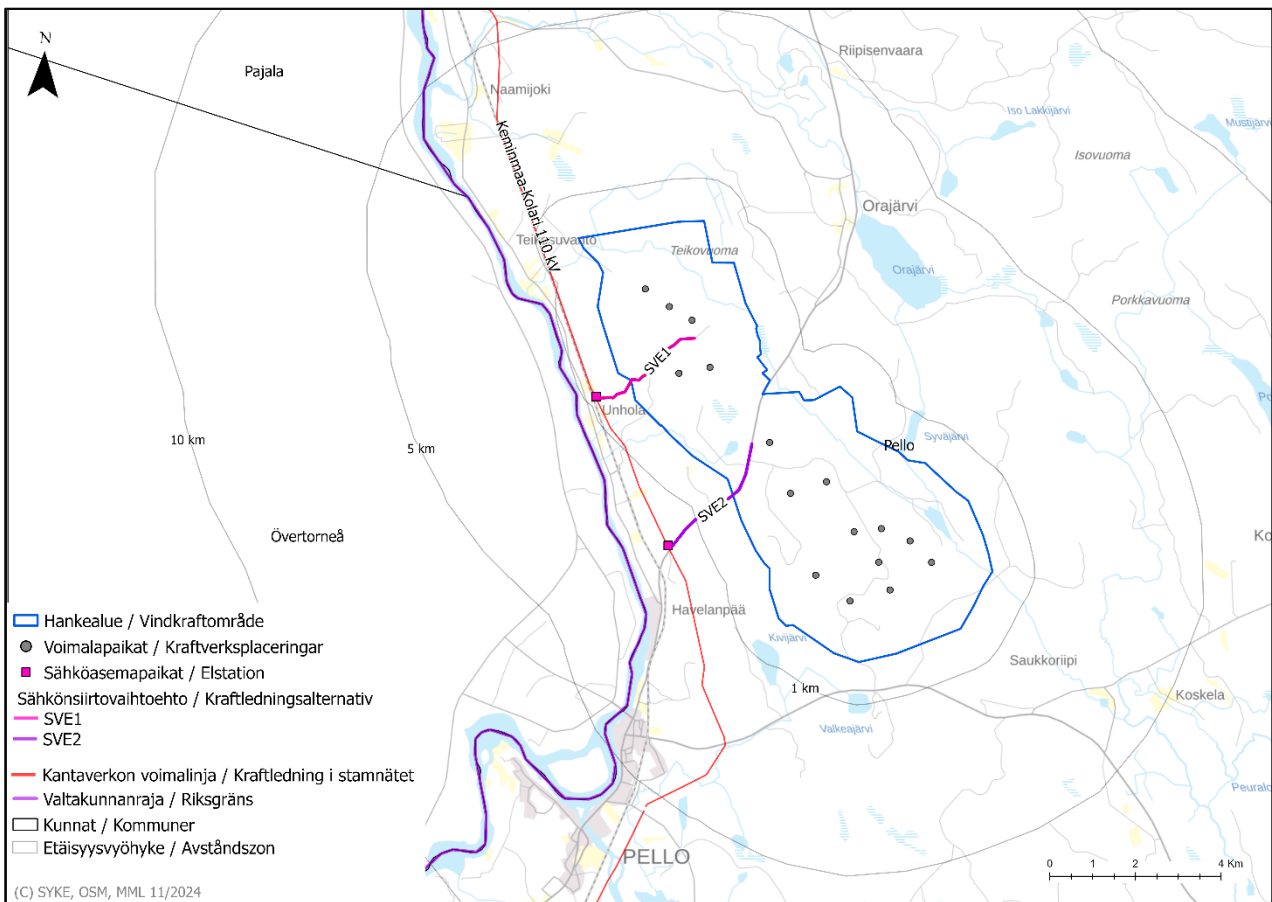 N
Pajala
Riipisenvaara
Naamijoki
Iso Lakkijärvi
Mustijärvi
Keminmaa-Kolari 110 kV
Isovuoma
Orajärvi
Teikovuoma
Orajärvi
Porkkavuoma
SVE1
Unhola
10 km
5 km
Syväjärvi
Pello
SVE2
Övertorneå
Havelanpää
Kivijärvi
Saukkoriipi
1 km
Koskela
Valkeajärvi
PELLO
Hankealue / Vindkraftområde
Voimalapaikat / Kraftverksplaceringar
Sähköasemapaikat / Elstation
Sähkönsiirtovaihtoehto / Kraftledningsalternativ
SVE1
SVE2
Kantaverkon voimalinja / Kraftledning i stamnätet
Valtakunnanraja / Riksgräns
Kunnat / Kommuner
Etäisyysvyöhyke / Avståndszon
0 1 2 4 Km
(C) SYKE, OSM, MML 11/2024